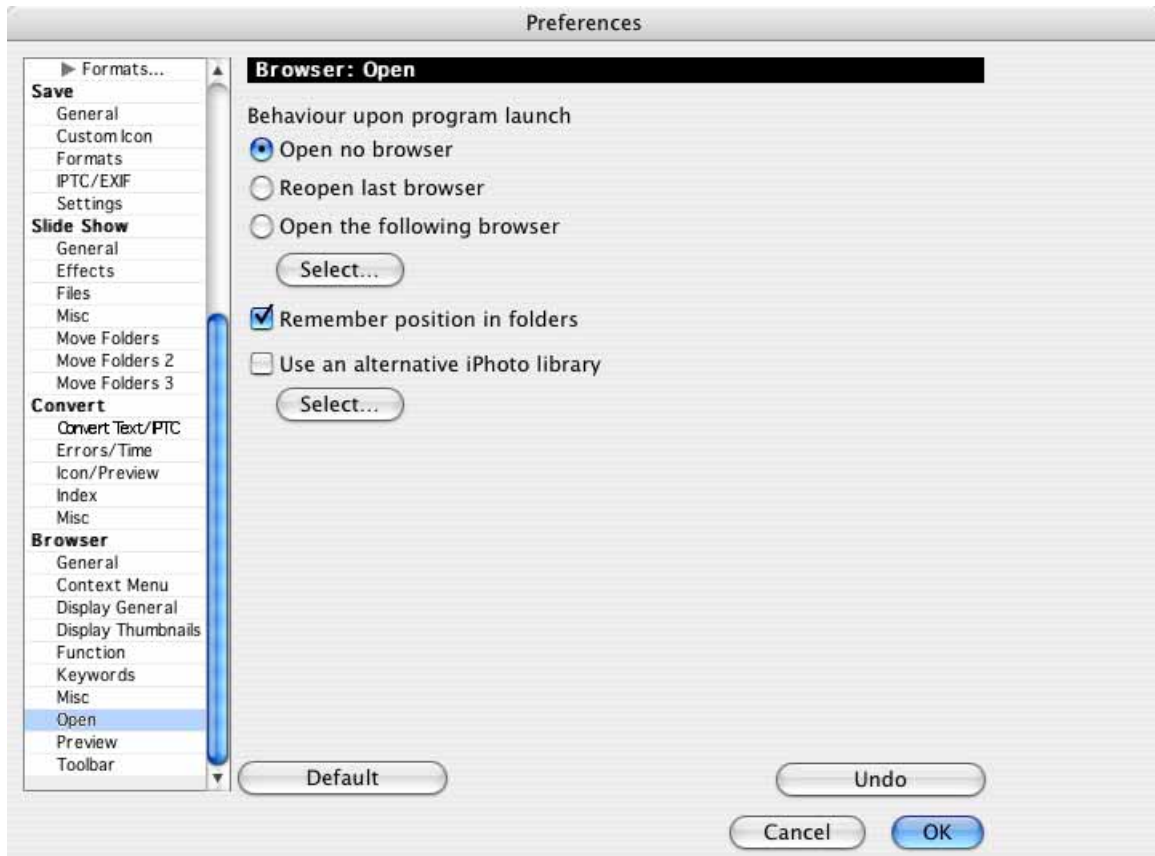 Preferences
Formats...
Save
General
Custom Icon
Formats
IPTC/EXIF
Settings
Slide Show
General
Effects
Files
Misc
Move Folders
Move Folders 2
Move Folders 3
Convert
Convert Text/IPTC
Errors/Time
Icon/Preview
Index
Misc
Browser
General
Context Menu
Display General
Display Thumbnails
Function
Keywords
Misc
Open
Preview
Toolbar
Browser: Open
Behaviour upon program launch
Open no browser
Reopen last browser
Open the following browser
Select...
Remember position in folders
Use an alternative iPhoto library
Select...
Default
Undo
Cancel
OK